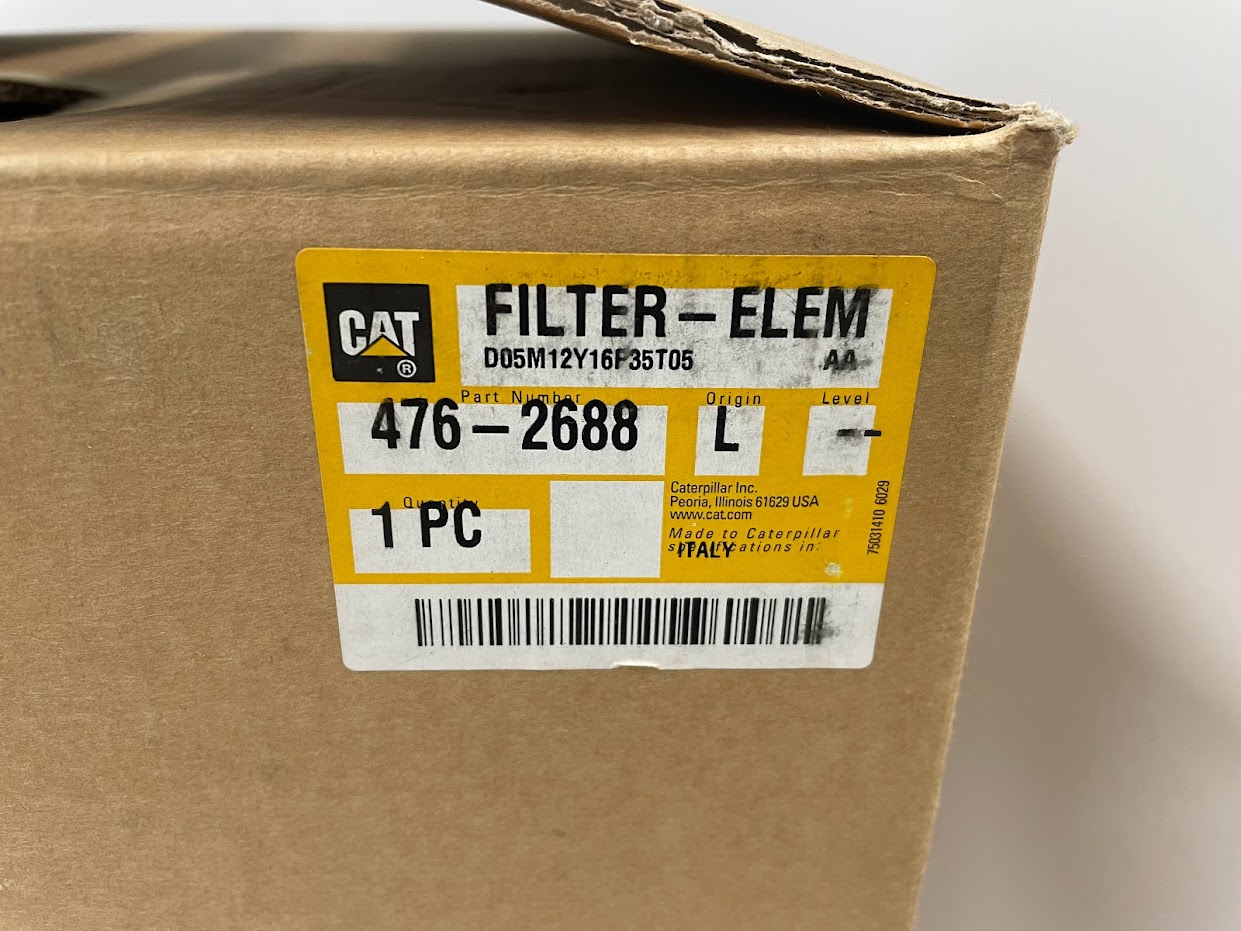 CAT
®
FILTER-ELEM
D05M12Y16F35T05 AA
Part Number Origin Level
476-2688 L --
Quantity
1 PC
Caterpillar Inc.
Peoria, Illinois 61629 USA
www.cat.com
Made to Caterpillar
specifications in:
ITALY
75031410 6029